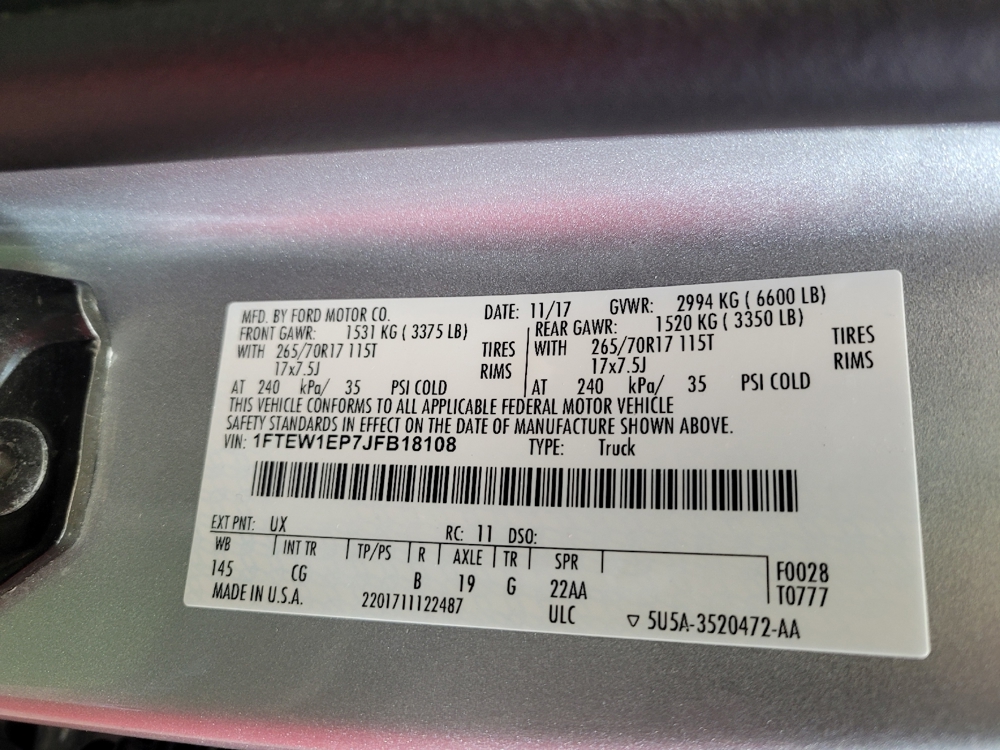 MFD. BY FORD MOTOR CO. DATE: 11/17 GVWR: 2994 KG ( 6600 LB)
FRONT GAWR: 1531 KG ( 3375 LB) REAR GAWR: 1520 KG ( 3350 LB)
WITH 265/70R17 115T TIRES WITH 265/70R17 115T TIRES
17x7.5J RIMS 17x7.5J RIMS
AT 240 kPa/ 35 PSI COLD AT 240 kPa/ 35 PSI COLD
THIS VEHICLE CONFORMS TO ALL APPLICABLE FEDERAL MOTOR VEHICLE
SAFETY STANDARDS IN EFFECT ON THE DATE OF MANUFACTURE SHOWN ABOVE.
VIN: 1FTEW1EP7JFB18108 TYPE: Truck
EXT PNT: UX RC: 11 DSO:
WB INT TR TP/PS R AXLE TR SPR
145 CG B 19 G 22AA F0028
T0777
MADE IN U.S.A. 2201711122487 ULC ▽ 5U5A-3520472-AA